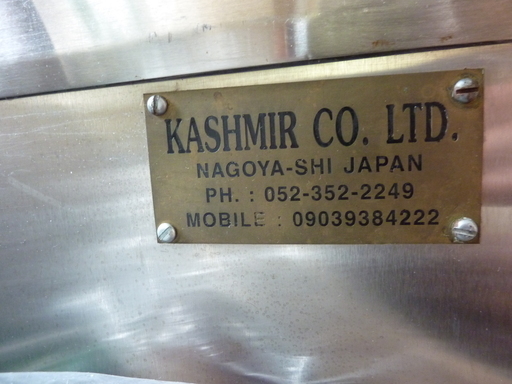 KASHMIR CO. LTD.
NAGOYA-SHI JAPAN
PH. : 052-352-2249
MOBILE : 09039384222